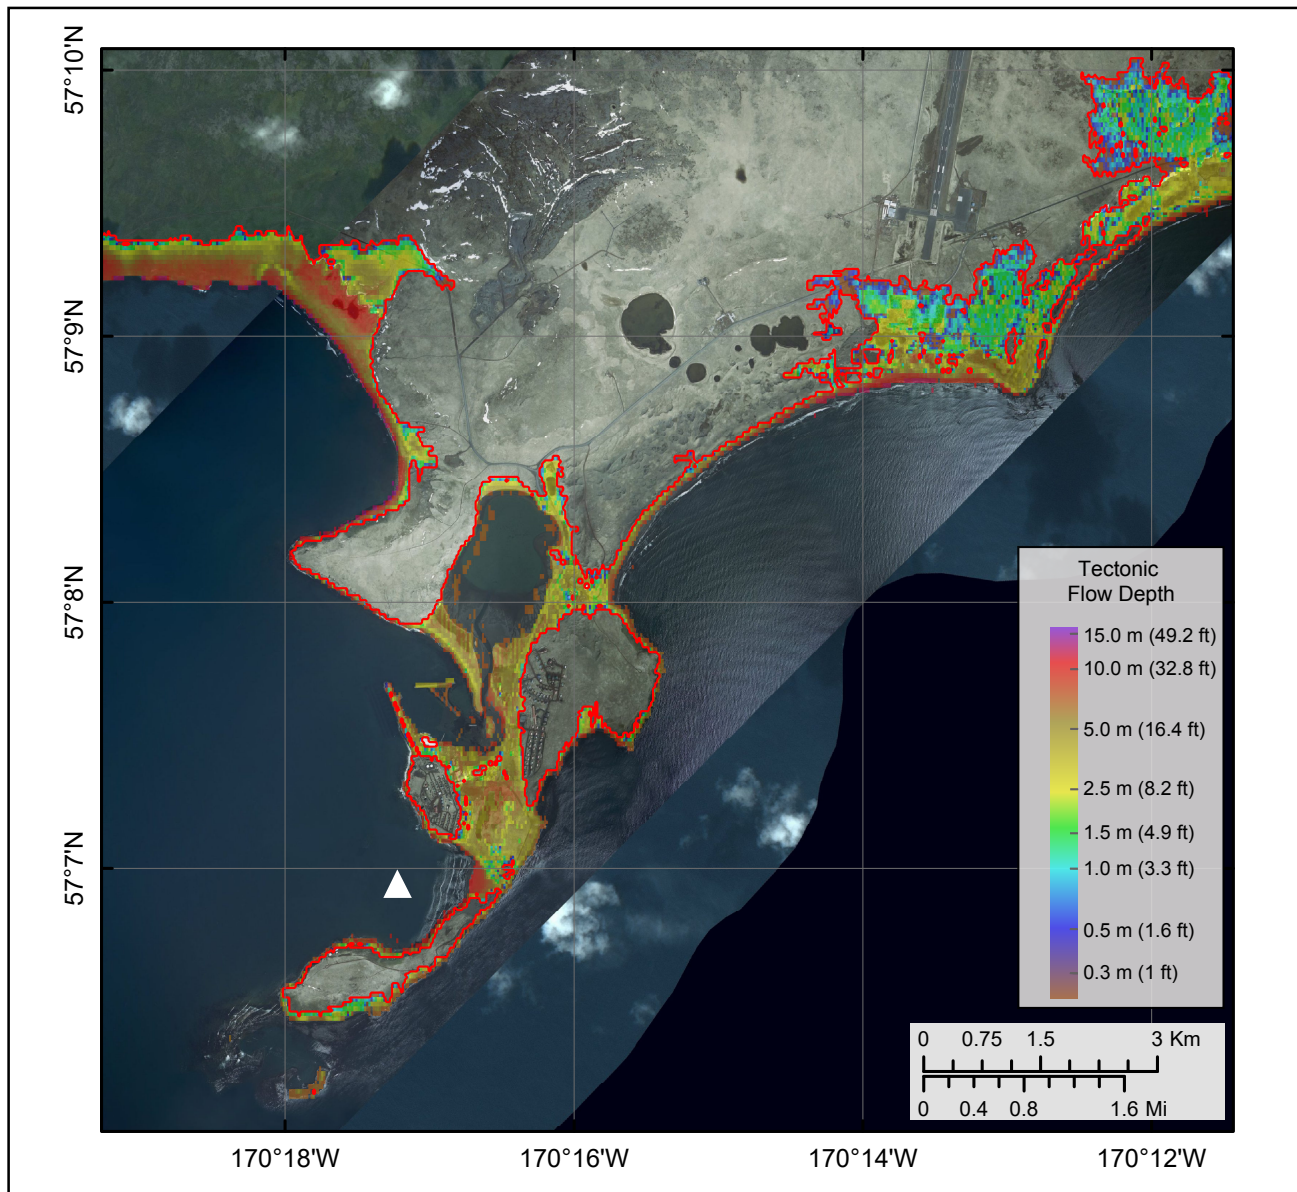 57°10'N
57°9'N
57°8'N
57°7'N
170°18'W
170°16'W
170°14'W
170°12'W
Tectonic
Flow Depth
15.0 m (49.2 ft)
10.0 m (32.8 ft)
5.0 m (16.4 ft)
2.5 m (8.2 ft)
1.5 m (4.9 ft)
1.0 m (3.3 ft)
0.5 m (1.6 ft)
0.3 m (1 ft)
0 0.75 1.5 3 Km
0 0.4 0.8 1.6 Mi